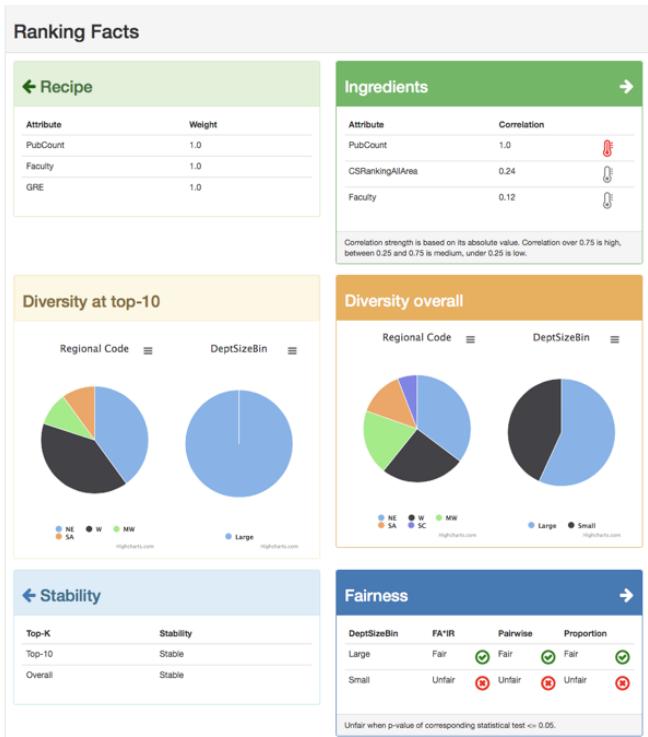 Ranking Facts
Recipe
Attribute Weight
PubCount 1.0
Faculty 1.0
GRE 1.0
Ingredients
Attribute Correlation
PubCount 1.0
CSRankingAllArea 0.24
Faculty 0.12
Correlation strength is based on its absolute value. Correlation over 0.75 is high,
between 0.25 and 0.75 is medium, under 0.25 is low.
Diversity at top-10
Regional Code DeptSizeBin
NE W MW
SA
Highcharts.com
Large
Highcharts.com
Diversity overall
Regional Code DeptSizeBin
NE W MW
SA SC
Highcharts.com
Large Small
Highcharts.com
Stability
Top-K Stability
Top-10 Stable
Overall Stable
Fairness
DeptSizeBin FA*IR Pairwise Proportion
Large Fair Fair Fair
Small Unfair Unfair Unfair
Unfair when p-value of corresponding statistical test <= 0.05.